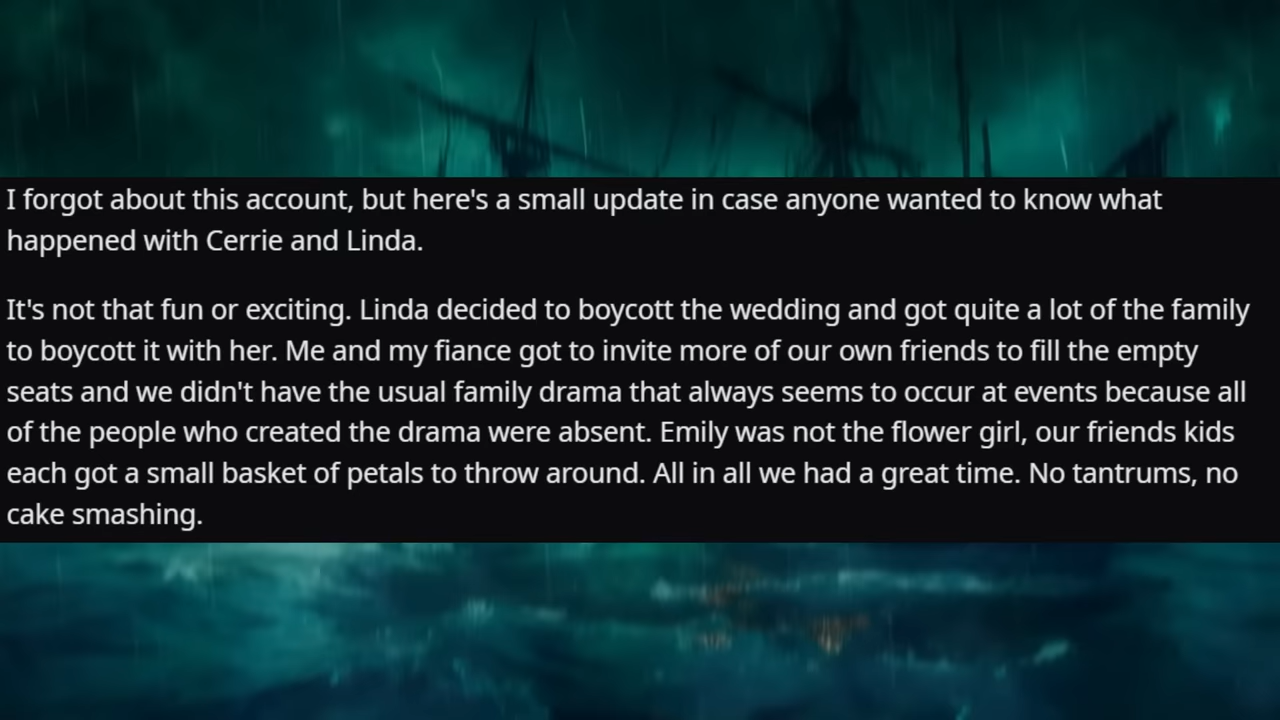 I forgot about this account, but here's a small update in case anyone wanted to know what
happened with Cerrie and Linda.
It's not that fun or exciting. Linda decided to boycott the wedding and got quite a lot of the family
to boycott it with her. Me and my fiance got to invite more of our own friends to fill the empty
seats and we didn't have the usual family drama that always seems to occur at events because all
of the people who created the drama were absent. Emily was not the flower girl, our friends kids
each got a small basket of petals to throw around. All in all we had a great time. No tantrums, no
cake smashing.